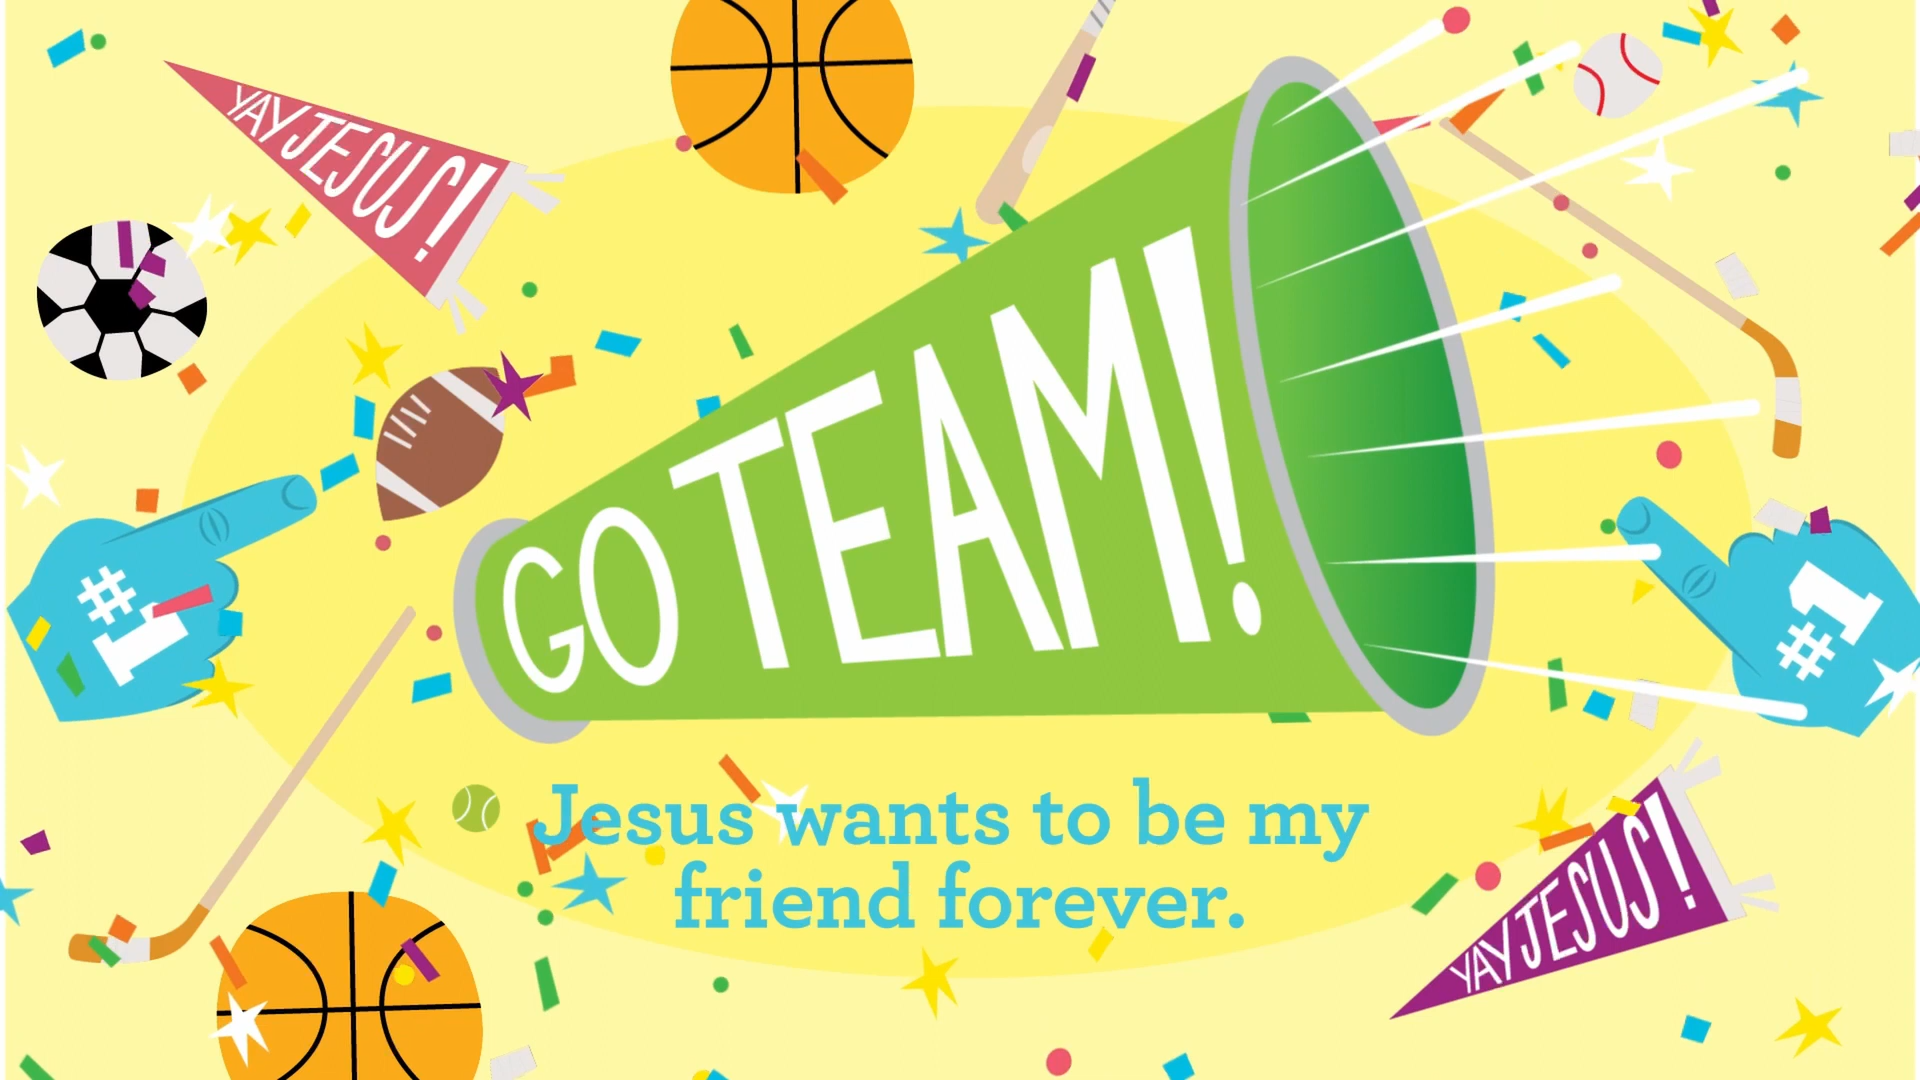 YAY JESUS!
GO TEAM!
#1
#1
Jesus wants to be my
friend forever.
YAY JESUS!